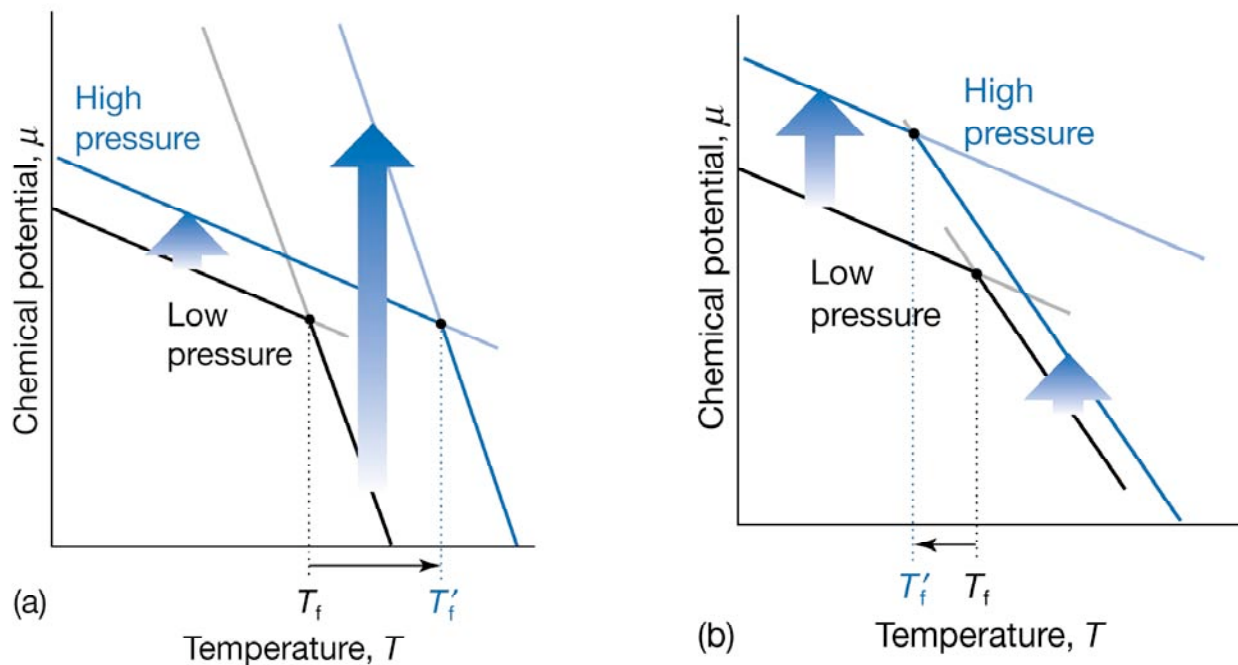 Chemical potential, μ
High
pressure
Low
pressure
(a)
T_f
T′_f
Temperature, T
Chemical potential, μ
High
pressure
Low
pressure
(b)
T′_f
T_f
Temperature, T